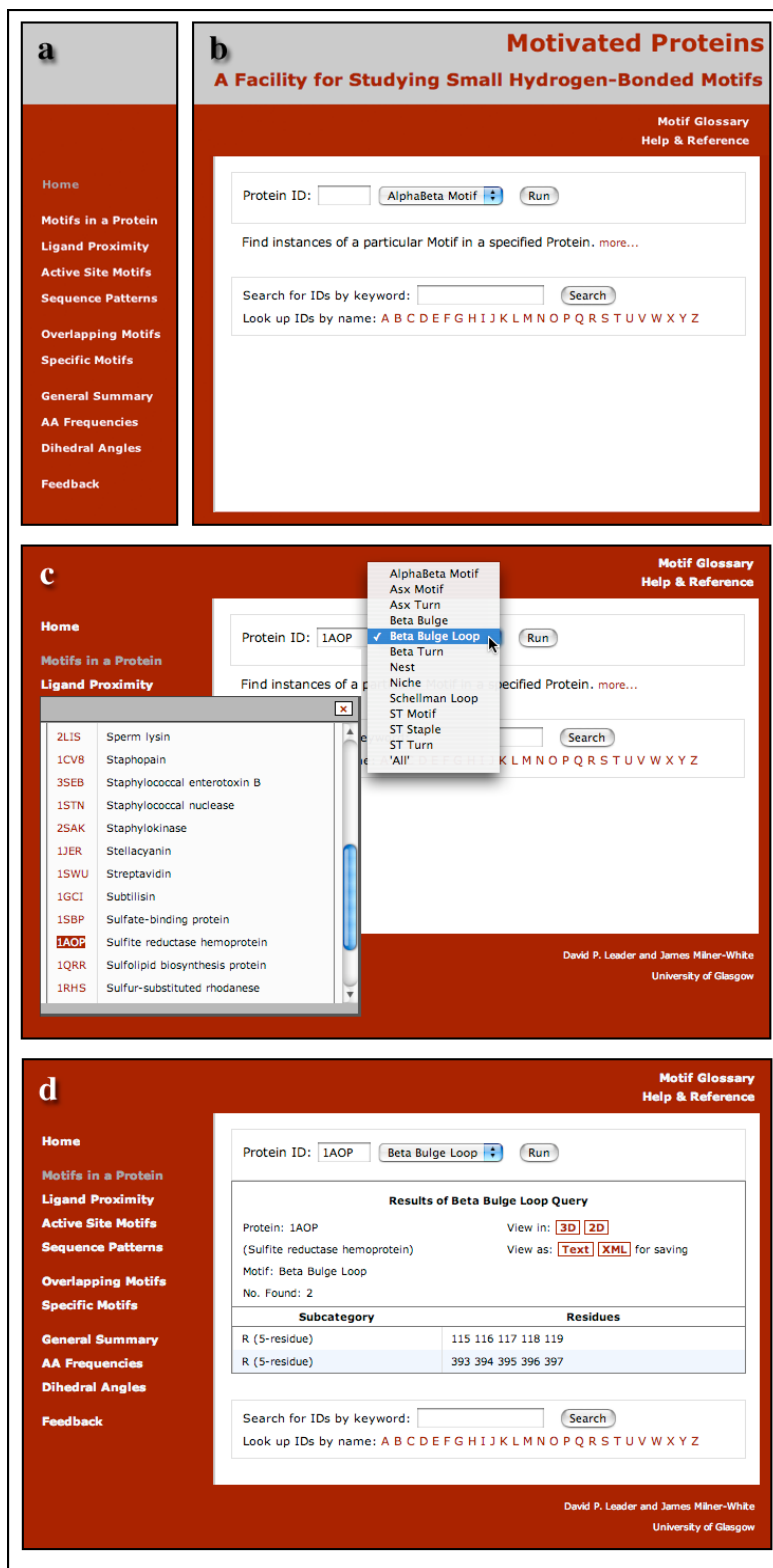 a
Home
Motifs in a Protein
Ligand Proximity
Active Site Motifs
Sequence Patterns
Overlapping Motifs
Specific Motifs
General Summary
AA Frequencies
Dihedral Angles
Feedback
b
Motivated Proteins
A Facility for Studying Small Hydrogen-Bonded Motifs
Motif Glossary
Help & Reference
Protein ID: AlphaBeta Motif Run
Find instances of a particular Motif in a specified Protein. more...
Search for IDs by keyword: Search
Look up IDs by name: A B C D E F G H I J K L M N O P Q R S T U V W X Y Z
c
Motif Glossary
Help & Reference
Home
Motifs in a Protein
Ligand Proximity
Protein ID: 1AOP Run
AlphaBeta Motif
Asx Motif
Asx Turn
Beta Bulge
✓ Beta Bulge Loop
Beta Turn
Nest
Niche
Schellman Loop
ST Motif
ST Staple
ST Turn
'All'
Find instances of a p ecified Protein. more...
Search
K L M N O P Q R S T U V W X Y Z
x
2LIS Sperm lysin
1CV8 Staphopain
3SEB Staphylococcal enterotoxin B
1STN Staphylococcal nuclease
2SAK Staphylokinase
1JER Stellacyanin
1SWU Streptavidin
1GCI Subtilisin
1SBP Sulfate-binding protein
1AOP Sulfite reductase hemoprotein
1QRR Sulfolipid biosynthesis protein
1RHS Sulfur-substituted rhodanese
David P. Leader and James Milner-White
University of Glasgow
d
Motif Glossary
Help & Reference
Home
Motifs in a Protein
Ligand Proximity
Active Site Motifs
Sequence Patterns
Overlapping Motifs
Specific Motifs
General Summary
AA Frequencies
Dihedral Angles
Feedback
Protein ID: 1AOP Beta Bulge Loop Run
Results of Beta Bulge Loop Query
Protein: 1AOP View in: 3D 2D
(Sulfite reductase hemoprotein) View as: Text XML for saving
Motif: Beta Bulge Loop
No. Found: 2
Subcategory Residues
R (5-residue) 115 116 117 118 119
R (5-residue) 393 394 395 396 397
Search for IDs by keyword: Search
Look up IDs by name: A B C D E F G H I J K L M N O P Q R S T U V W X Y Z
David P. Leader and James Milner-White
University of Glasgow